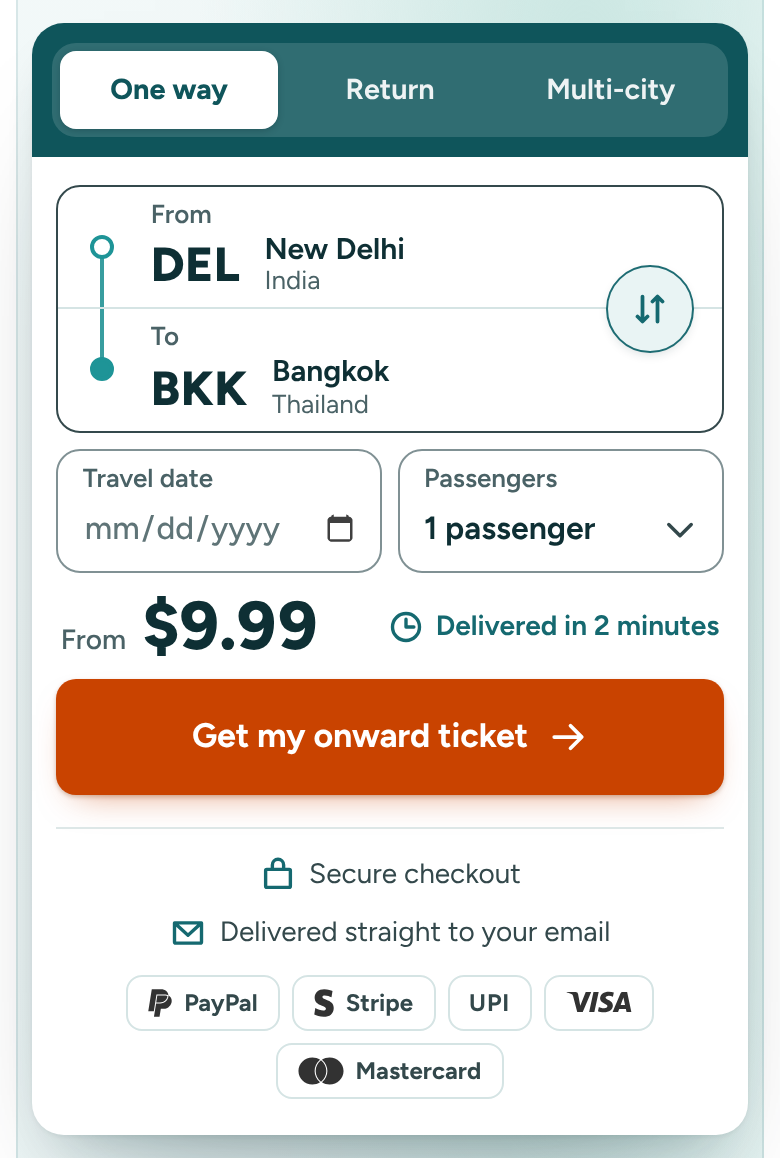 One way
Return
Multi-city
From
DEL
New Delhi
India
To
BKK
Bangkok
Thailand
Travel date
mm/dd/yyyy
Passengers
1 passenger
From $9.99
Delivered in 2 minutes
Get my onward ticket →
Secure checkout
Delivered straight to your email
PayPal
Stripe
UPI
VISA
Mastercard